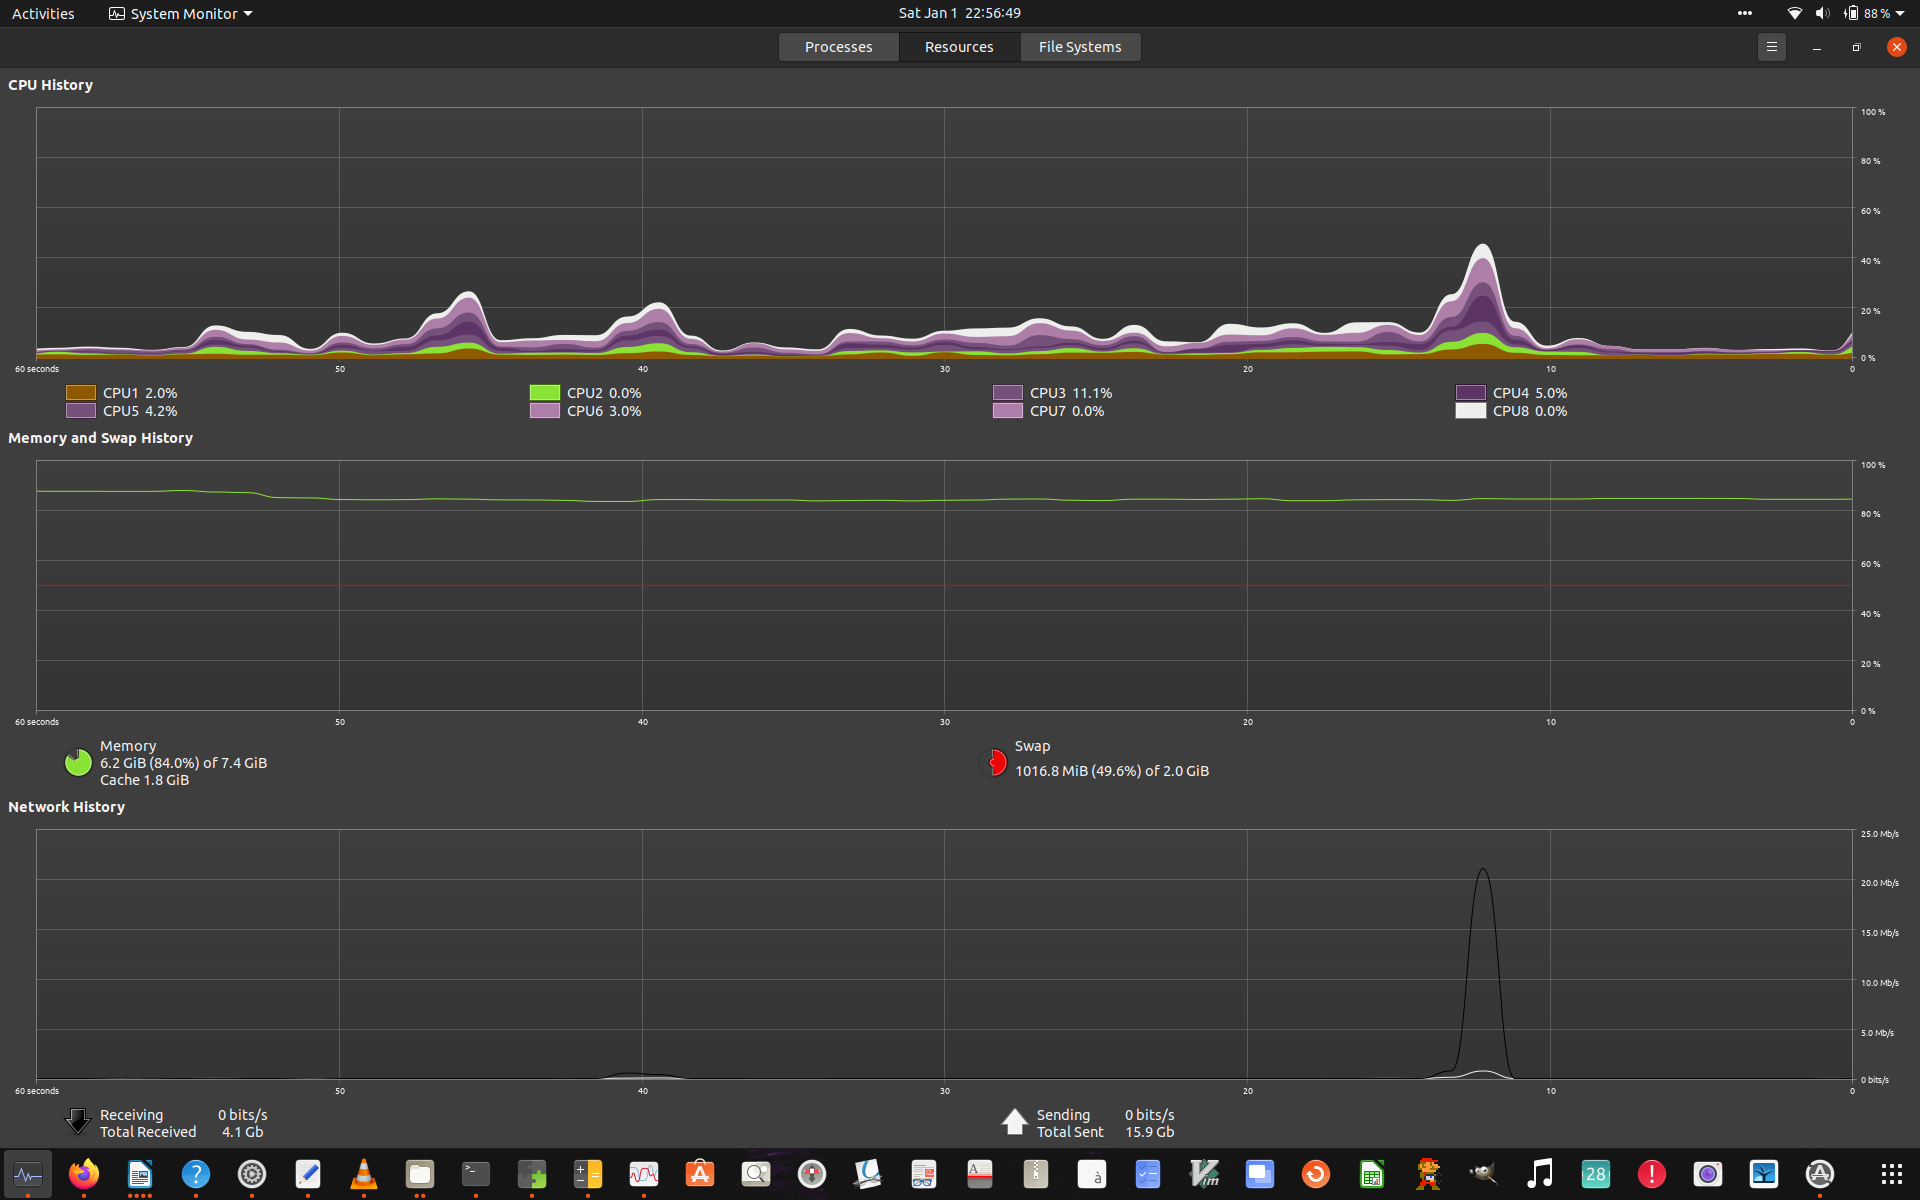 Activities System Monitor Sat Jan 1 22:56:49 88 %
Processes Resources File Systems
CPU History
100 %
80 %
60 %
40 %
20 %
0 %
60 seconds 50 40 30 20 10 0
CPU1 2.0% CPU2 0.0% CPU3 11.1% CPU4 5.0%
CPU5 4.2% CPU6 3.0% CPU7 0.0% CPU8 0.0%
Memory and Swap History
100 %
80 %
60 %
40 %
20 %
0 %
60 seconds 50 40 30 20 10 0
Memory
6.2 GiB (84.0%) of 7.4 GiB
Cache 1.8 GiB
Swap
1016.8 MiB (49.6%) of 2.0 GiB
Network History
25.0 Mb/s
20.0 Mb/s
15.0 Mb/s
10.0 Mb/s
5.0 Mb/s
0 bits/s
60 seconds 50 40 30 20 10 0
Receiving 0 bits/s
Total Received 4.1 Gb
Sending 0 bits/s
Total Sent 15.9 Gb
28